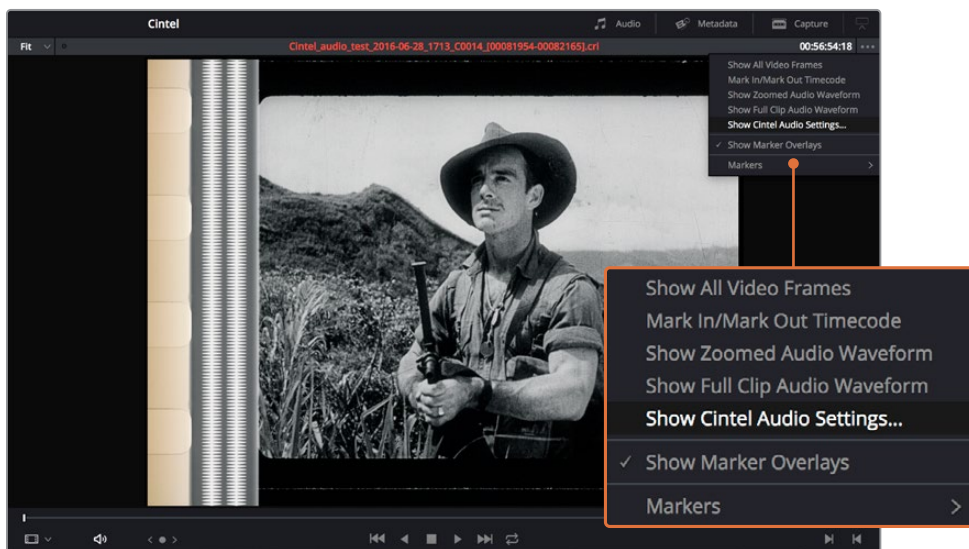 Cintel
Audio
Metadata
Capture
Fit
Cintel_audio_test_2016-06-28_1713_C0014_[00081954-00082165].cri
00:56:54:18
Show All Video Frames
Mark In/Mark Out Timecode
Show Zoomed Audio Waveform
Show Full Clip Audio Waveform
Show Cintel Audio Settings...
Show Marker Overlays
Markers
Show All Video Frames
Mark In/Mark Out Timecode
Show Zoomed Audio Waveform
Show Full Clip Audio Waveform
Show Cintel Audio Settings...
Show Marker Overlays
Markers